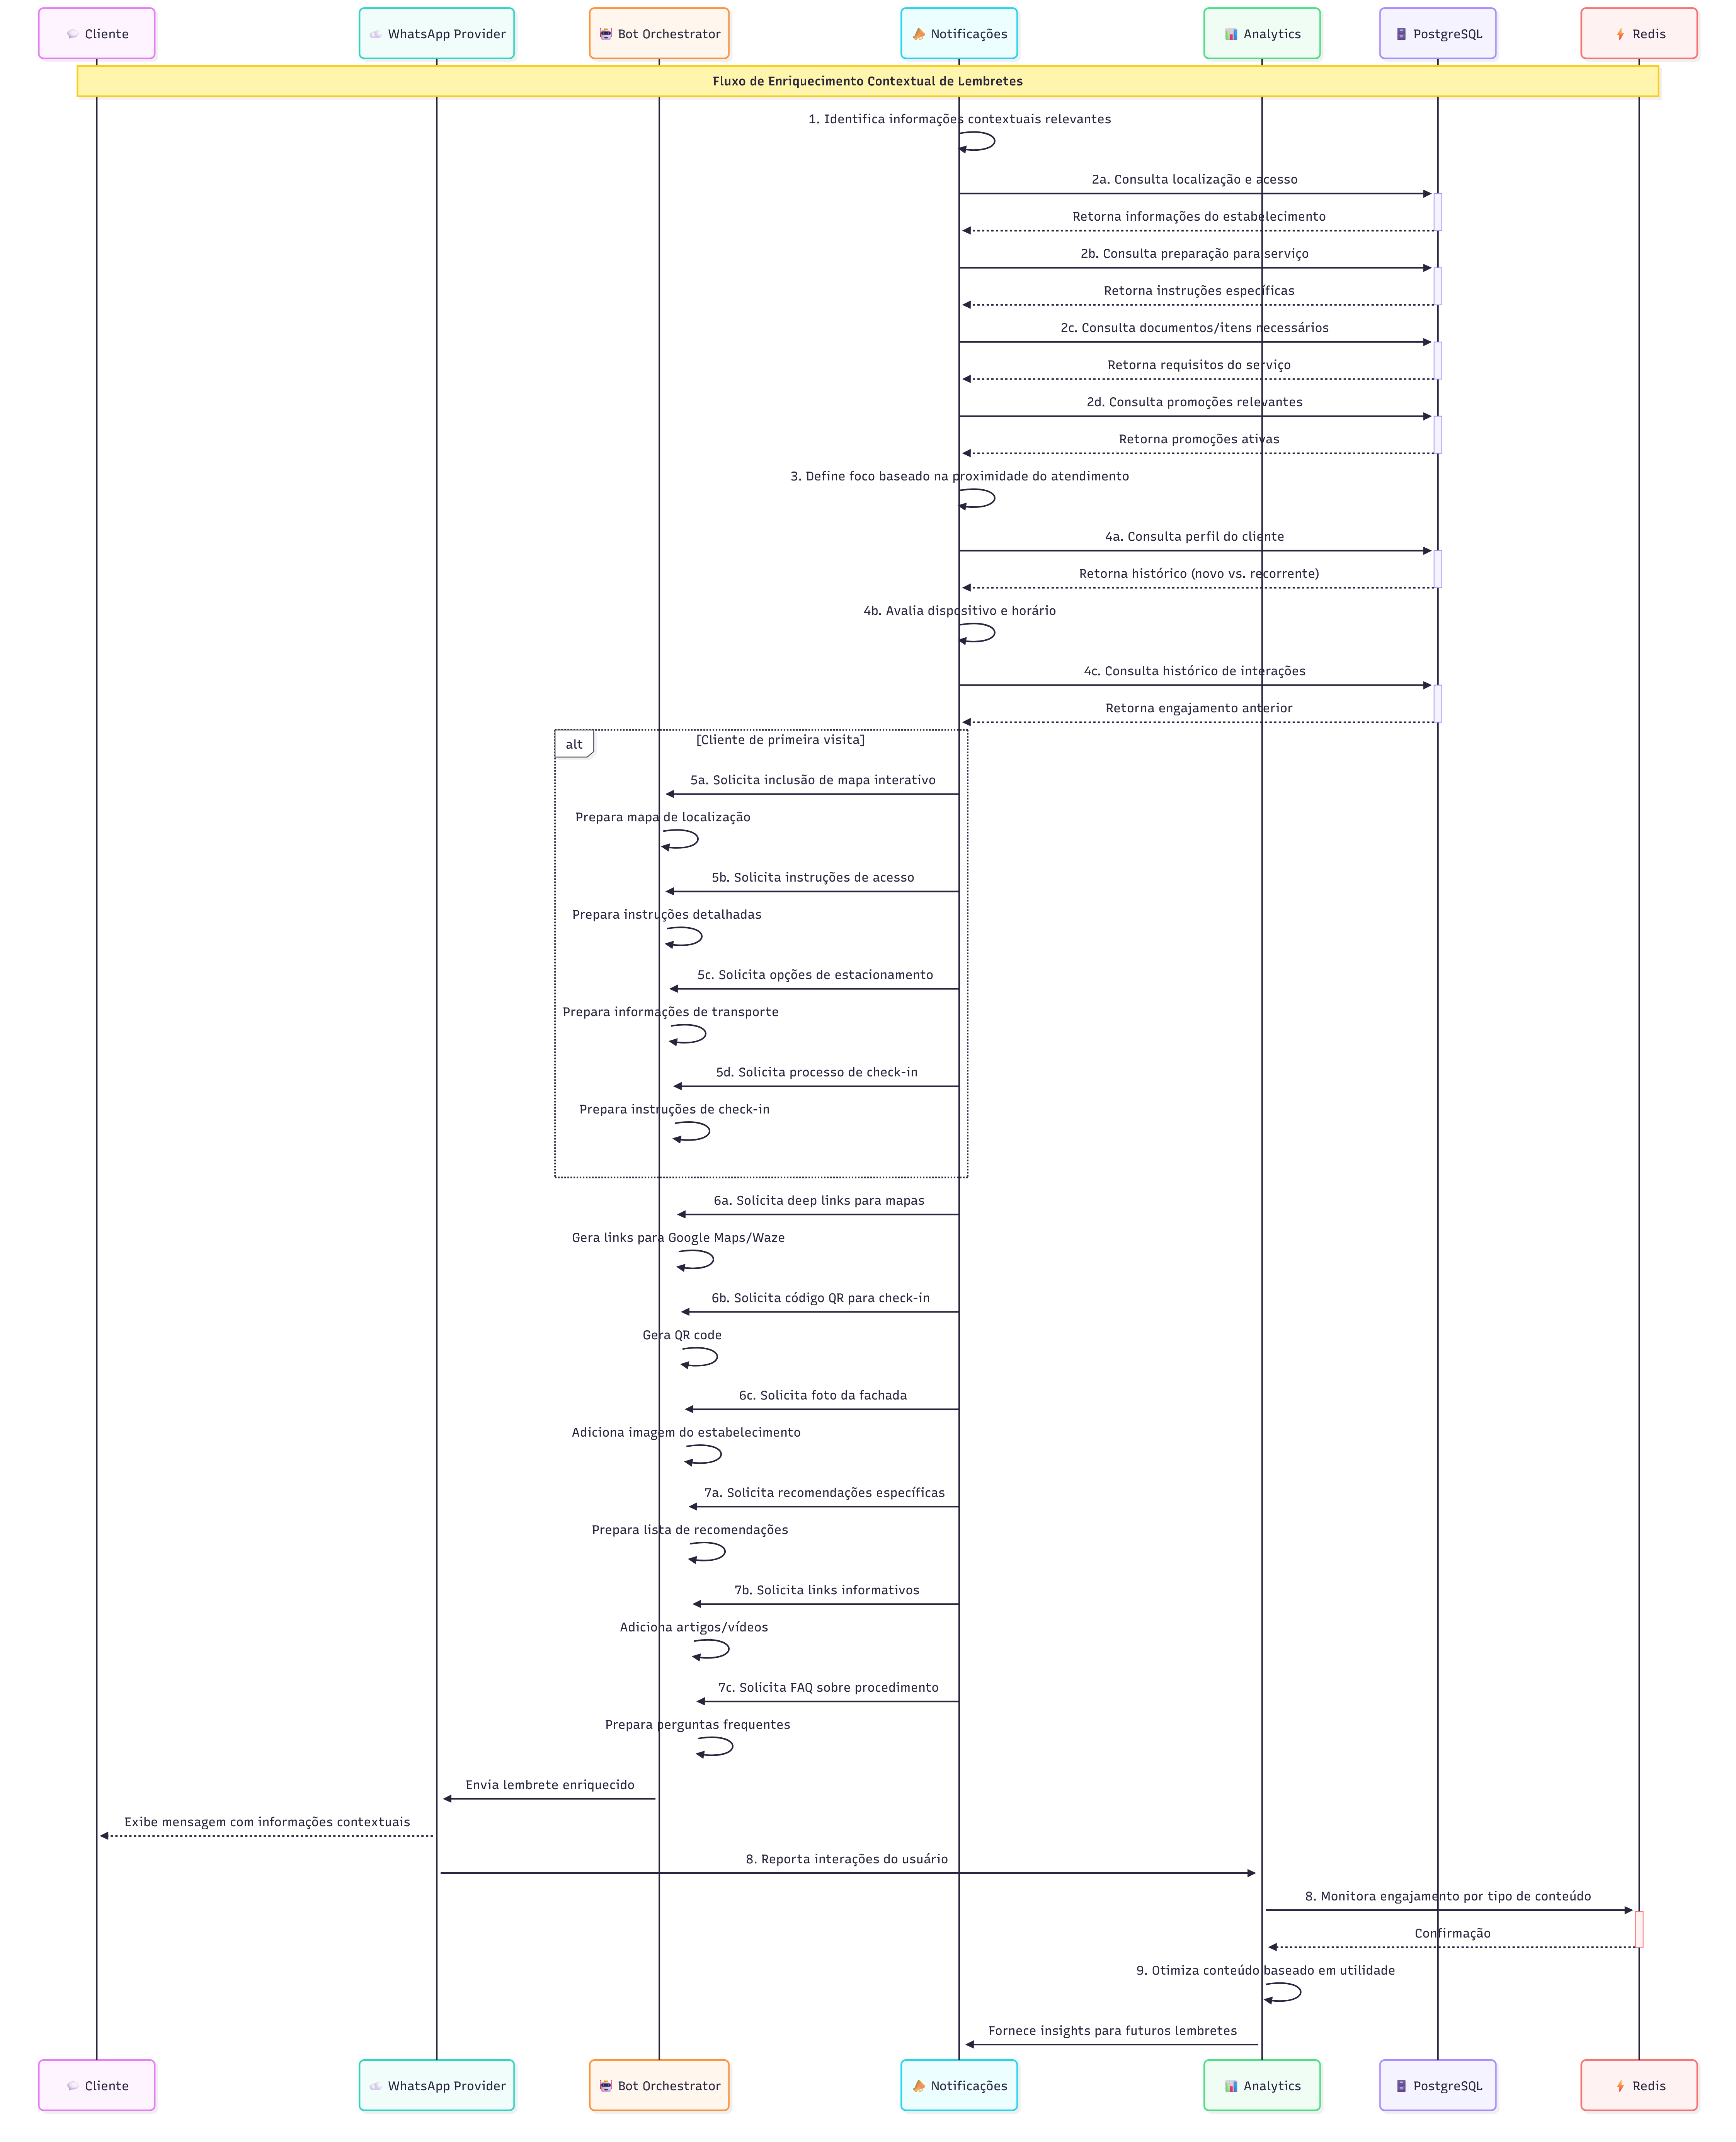 Cliente
WhatsApp Provider
Bot Orchestrator
Notificações
Analytics
PostgreSQL
Redis
Fluxo de Enriquecimento Contextual de Lembretes
1. Identifica informações contextuais relevantes
2a. Consulta localização e acesso
Retorna informações do estabelecimento
2b. Consulta preparação para serviço
Retorna instruções específicas
2c. Consulta documentos/itens necessários
Retorna requisitos do serviço
2d. Consulta promoções relevantes
Retorna promoções ativas
3. Define foco baseado na proximidade do atendimento
4a. Consulta perfil do cliente
Retorna histórico (novo vs. recorrente)
4b. Avalia dispositivo e horário
4c. Consulta histórico de interações
Retorna engajamento anterior
alt
[Cliente de primeira visita]
5a. Solicita inclusão de mapa interativo
Prepara mapa de localização
5b. Solicita instruções de acesso
Prepara instruções detalhadas
5c. Solicita opções de estacionamento
Prepara informações de transporte
5d. Solicita processo de check-in
Prepara instruções de check-in
6a. Solicita deep links para mapas
Gera links para Google Maps/Waze
6b. Solicita código QR para check-in
Gera QR code
6c. Solicita foto da fachada
Adiciona imagem do estabelecimento
7a. Solicita recomendações específicas
Prepara lista de recomendações
7b. Solicita links informativos
Adiciona artigos/vídeos
7c. Solicita FAQ sobre procedimento
Prepara perguntas frequentes
Envia lembrete enriquecido
Exibe mensagem com informações contextuais
8. Reporta interações do usuário
8. Monitora engajamento por tipo de conteúdo
Confirmação
9. Otimiza conteúdo baseado em utilidade
Fornece insights para futuros lembretes
Cliente
WhatsApp Provider
Bot Orchestrator
Notificações
Analytics
PostgreSQL
Redis